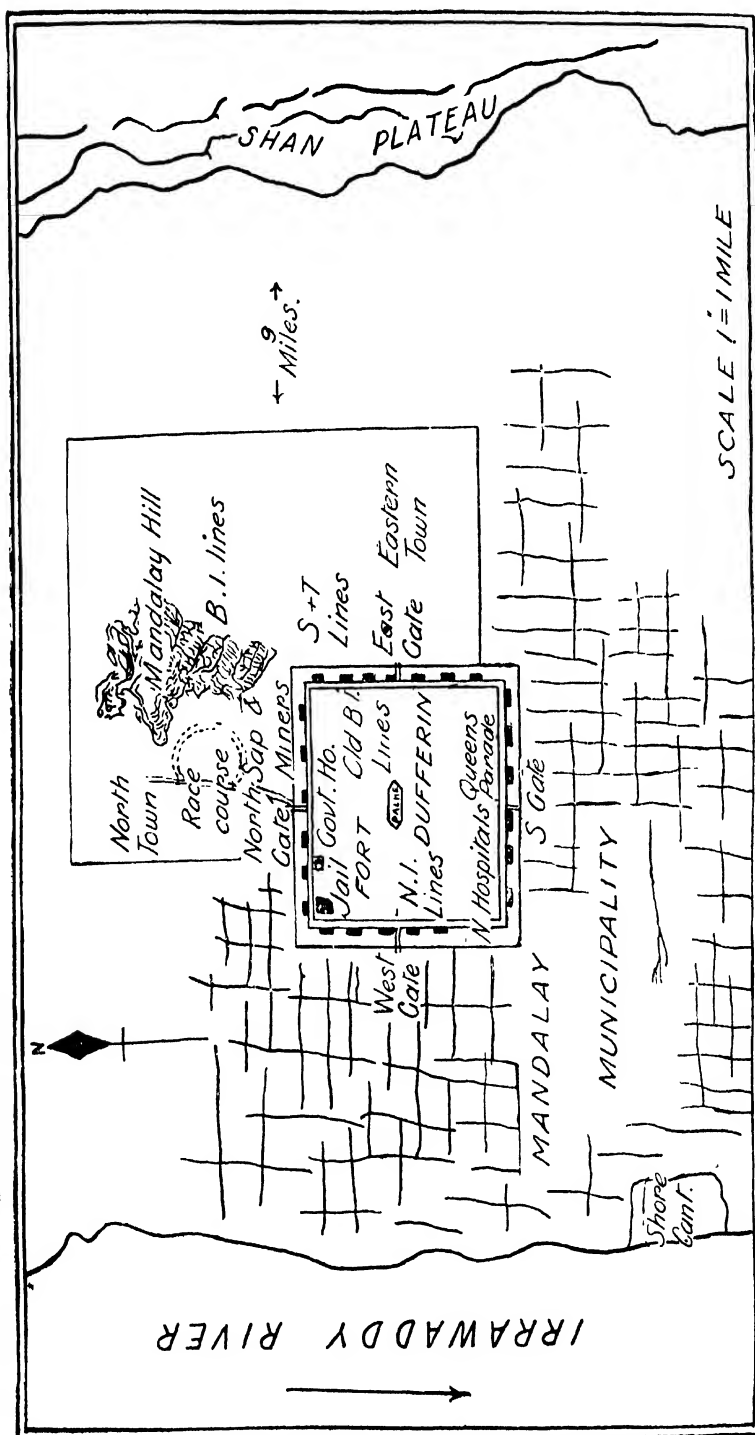 N
SHAN PLATEAU
← 9 →
Miles.
North
Town
Mandalay Hill
Race
course
B.I. lines
North
Gate
Sap &
Miners
S + T
Lines
Jail
Govt. Ho.
FORT
Old B I.
Lines
PALACE
East
Gate
Eastern
Town
West
Gate
N.I.
Lines
DUFFERIN
N Hospitals
Queens
Parade
S Gate
MANDALAY
MUNICIPALITY
Shore
Cant.
IRRAWADDY RIVER
SCALE 1"=1 MILE